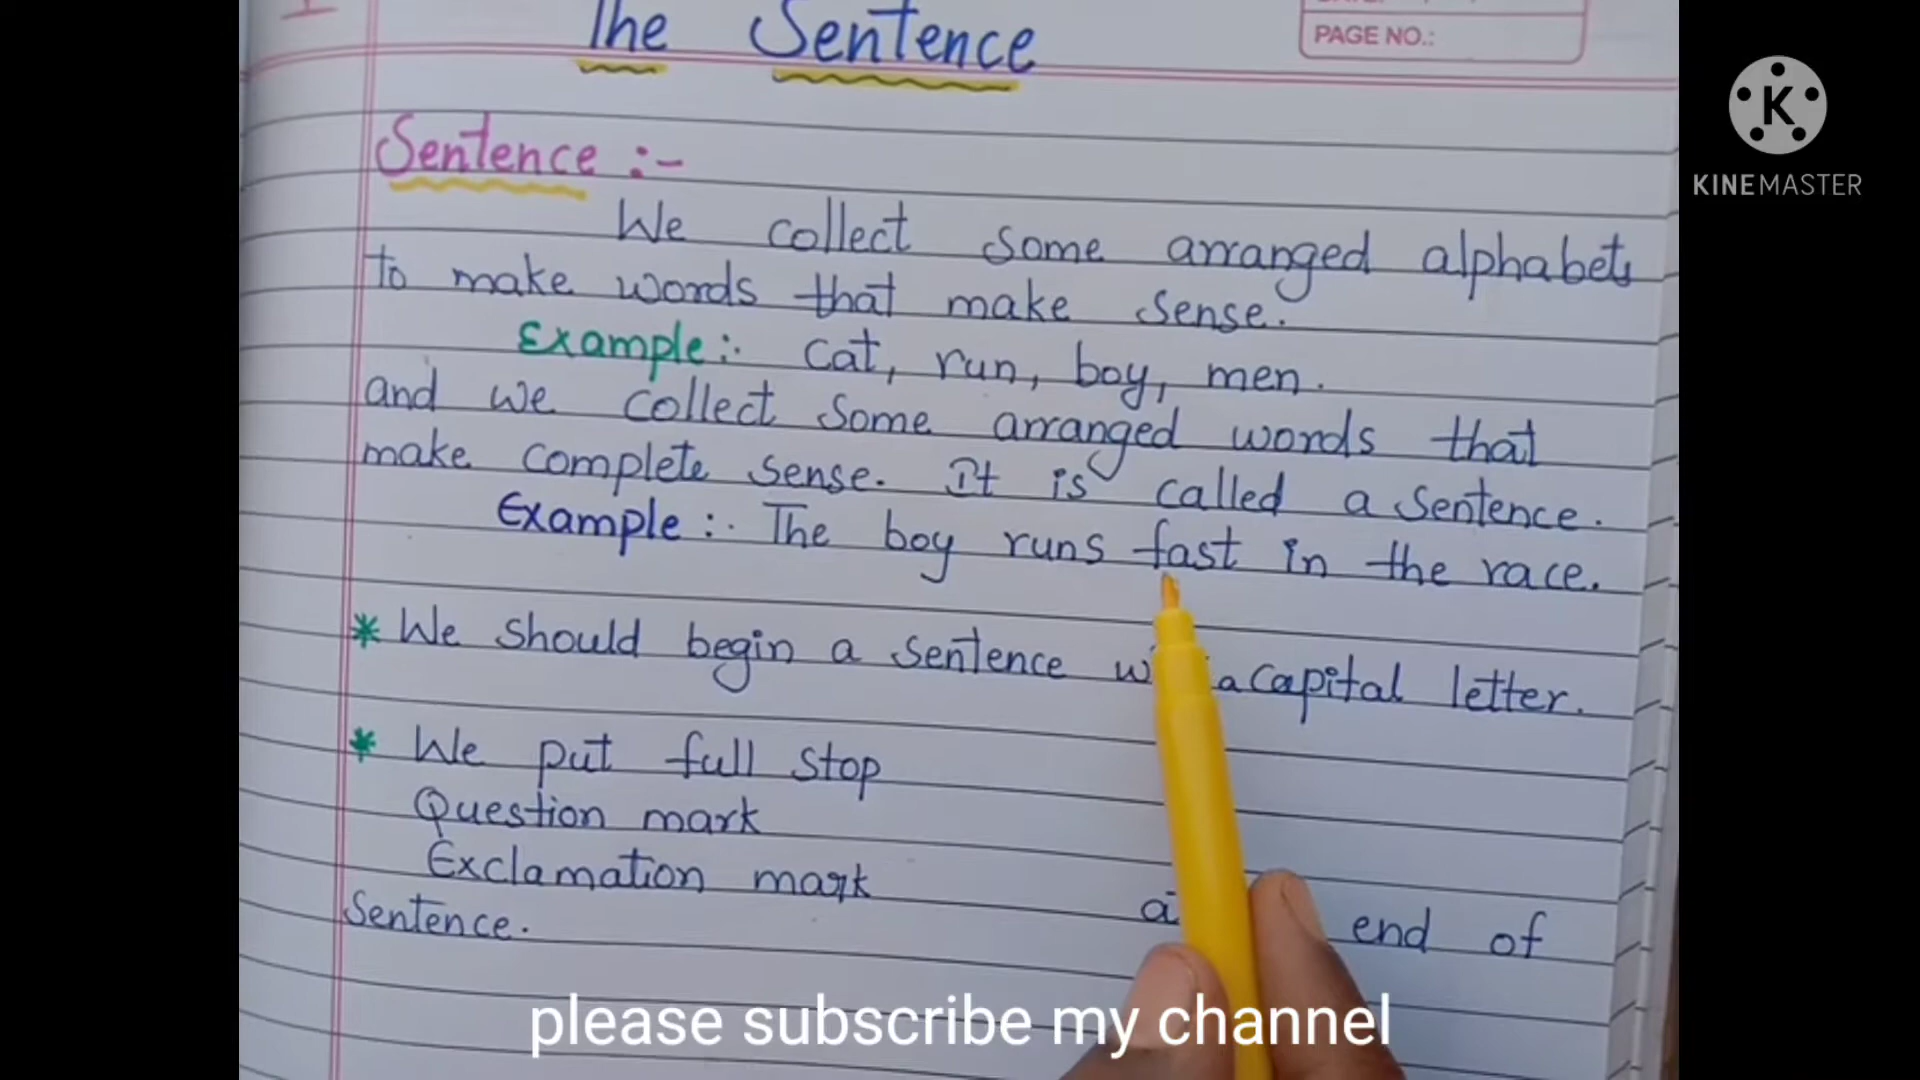 The Sentence
PAGE NO.:
K
KINEMASTER
Sentence :-
We collect some arranged alphabets
to make words that make sense.
Example:. cat, run, boy, men.
and we collect some arranged words that
make complete sense. It is called a sentence.
Example:. The boy runs fast in the race.
* We should begin a sentence a capital letter.
* We put full stop
Question mark
Exclamation mark
end of
Sentence.
please subscribe my channel